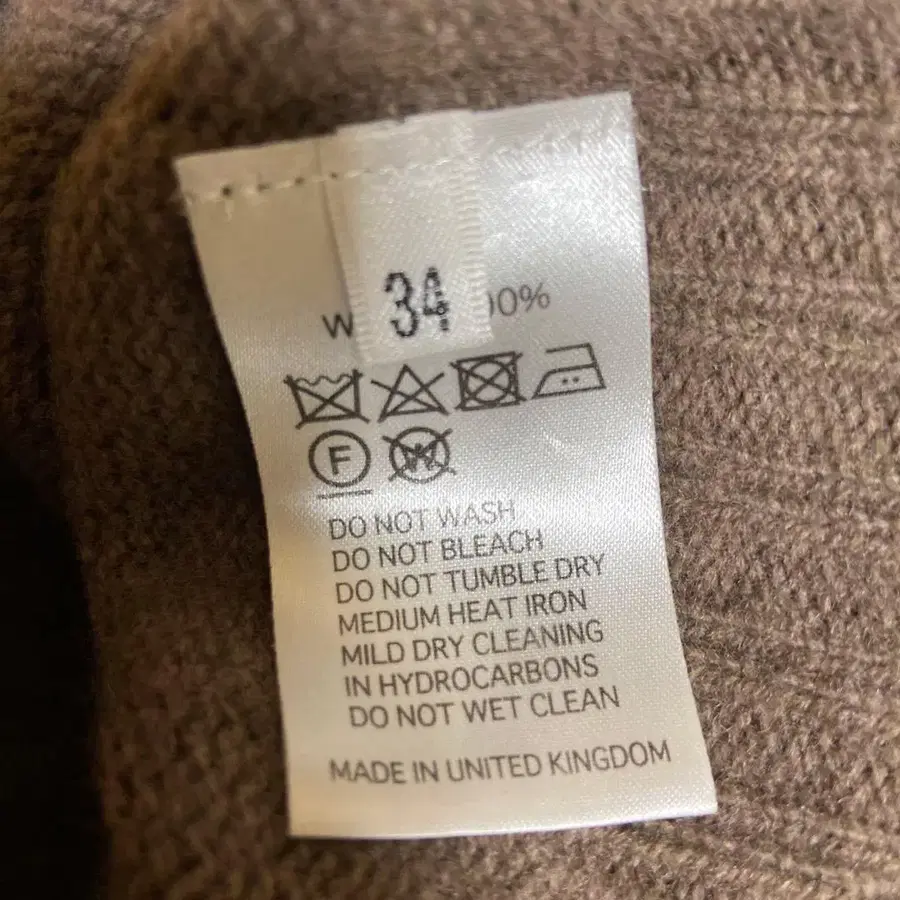 34
00%
F
W
DO NOT WASH
DO NOT BLEACH
DO NOT TUMBLE DRY
MEDIUM HEAT IRON
MILD DRY CLEANING
IN HYDROCARBONS
DO NOT WET CLEAN
MADE IN UNITED KINGDOM